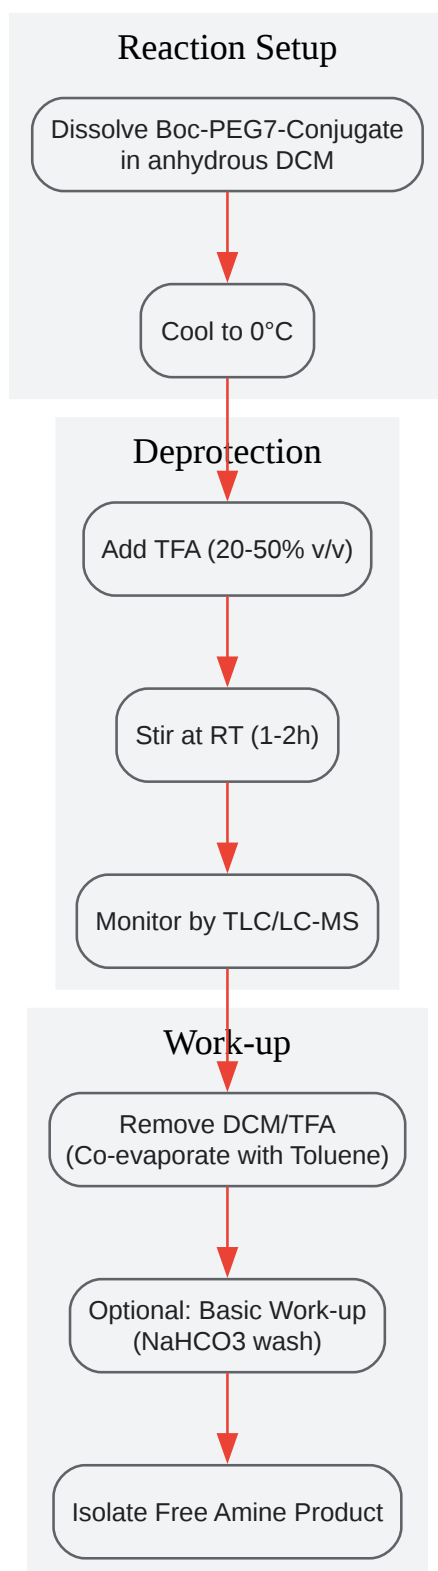 Reaction Setup
Dissolve Boc-PEG7-Conjugate
in anhydrous DCM
Cool to 0°C
Deprotection
Add TFA (20-50% v/v)
Stir at RT (1-2h)
Monitor by TLC/LC-MS
Work-up
Remove DCM/TFA
(Co-evaporate with Toluene)
Optional: Basic Work-up
(NaHCO3 wash)
Isolate Free Amine Product